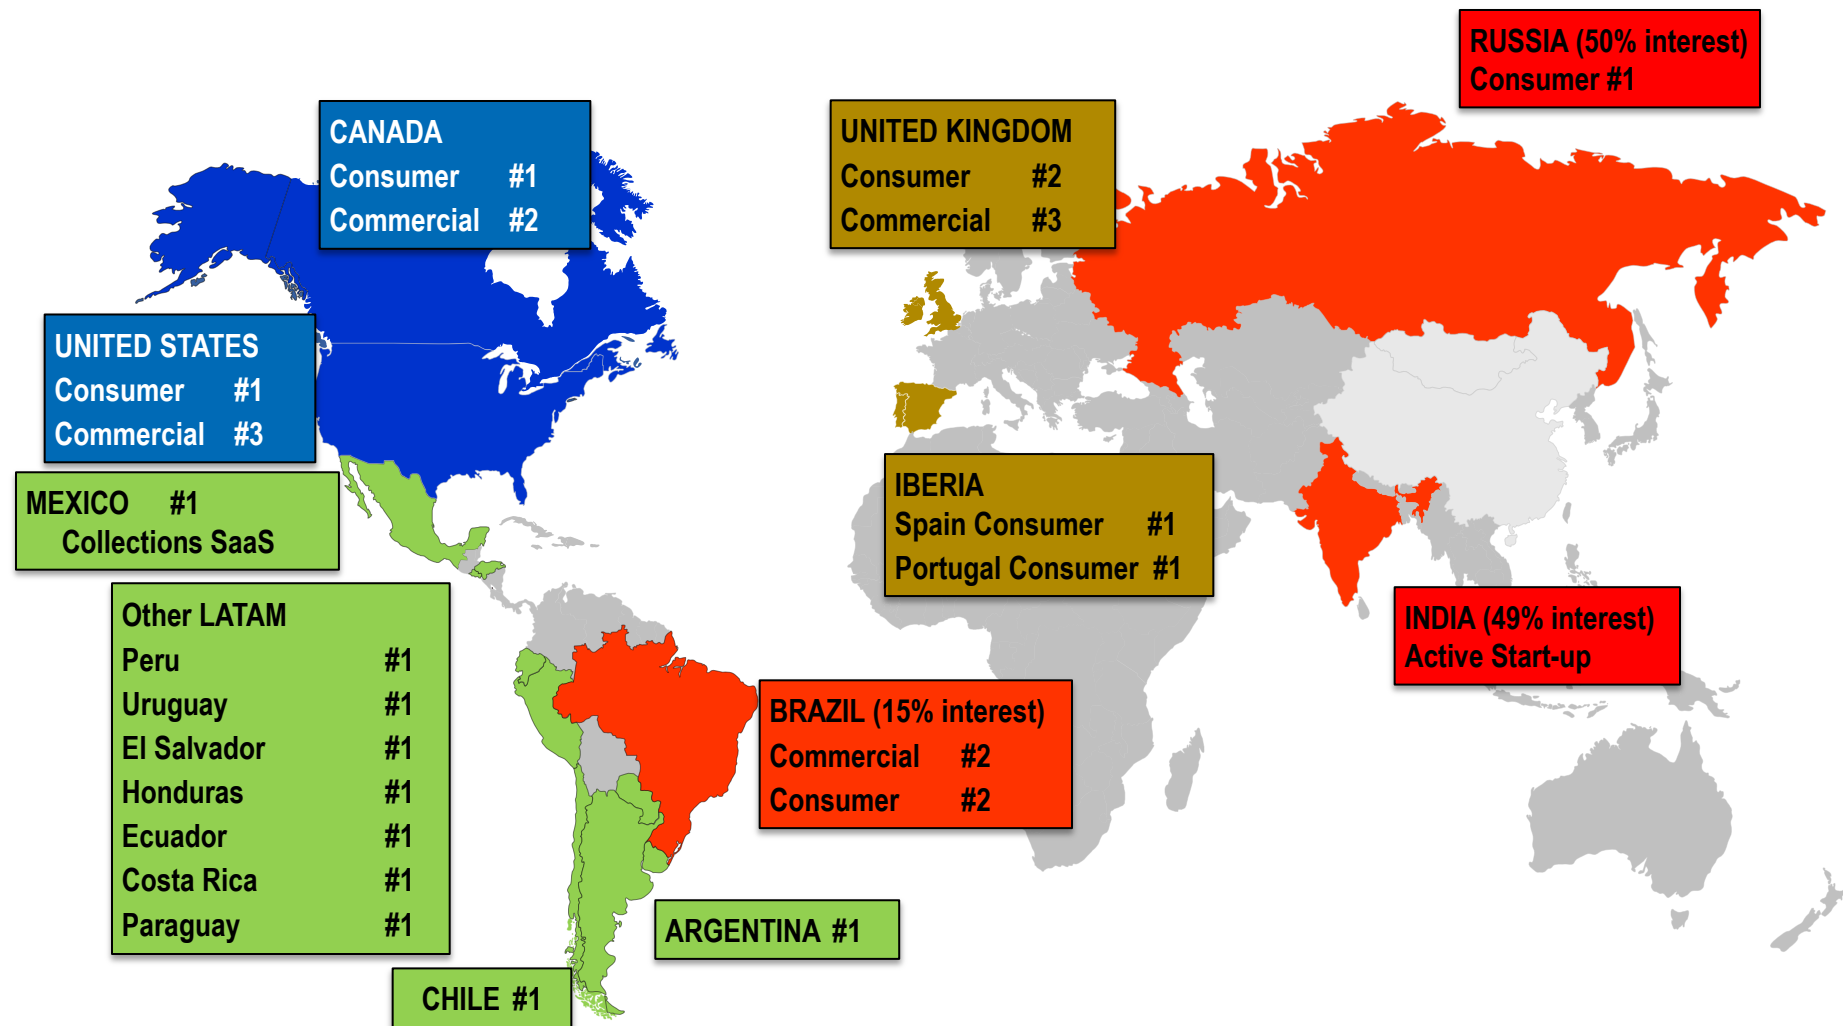 RUSSIA (50% interest)
Consumer #1
CANADA
Consumer #1
Commercial #2
UNITED KINGDOM
Consumer #2
Commercial #3
UNITED STATES
Consumer #1
Commercial #3
MEXICO #1
Collections SaaS
IBERIA
Spain Consumer #1
Portugal Consumer #1
Other LATAM
Peru #1
Uruguay #1
El Salvador #1
Honduras #1
Ecuador #1
Costa Rica #1
Paraguay #1
INDIA (49% interest)
Active Start-up
BRAZIL (15% interest)
Commercial #2
Consumer #2
ARGENTINA #1
CHILE #1